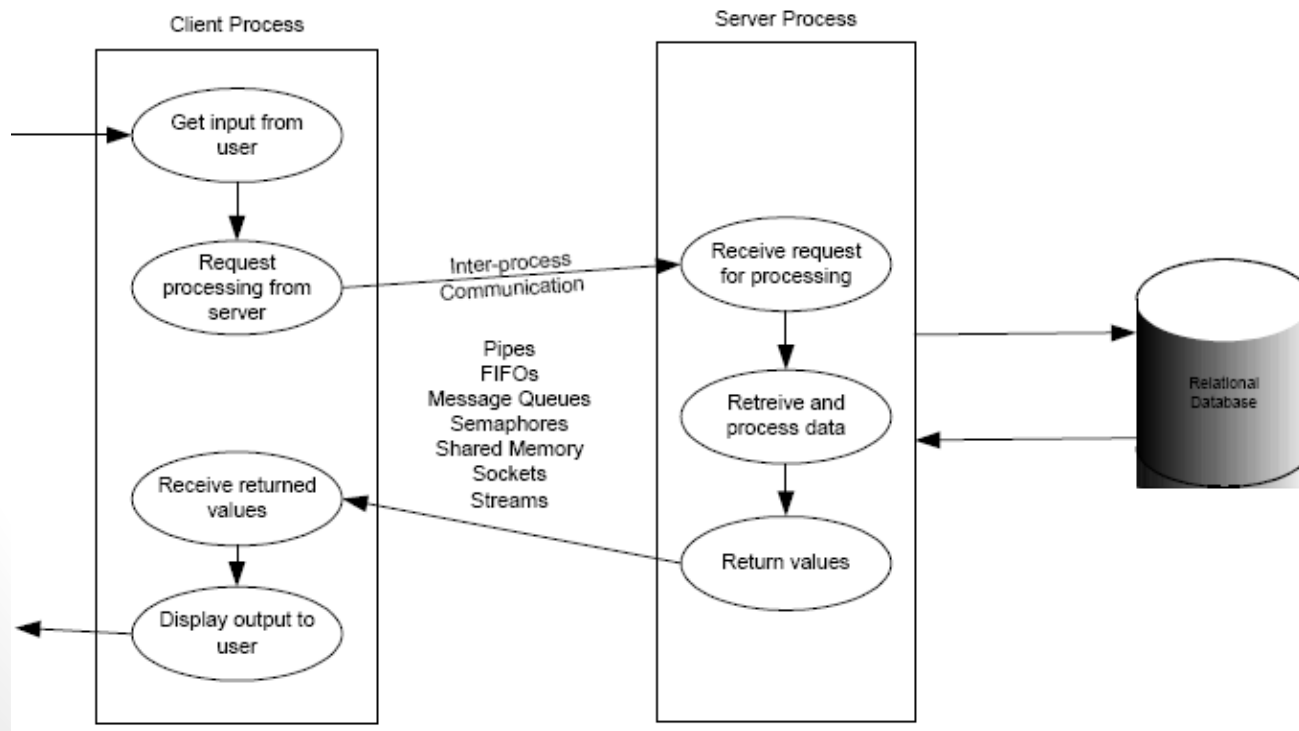 Client Process
Server Process
Get input from
user
Request
processing from
server
Inter-process
Communication
Pipes
FIFOs
Message Queues
Semaphores
Shared Memory
Sockets
Streams
Receive request
for processing
Retreive and
process data
Return values
Receive returned
values
Display output to
user
Relational
Database